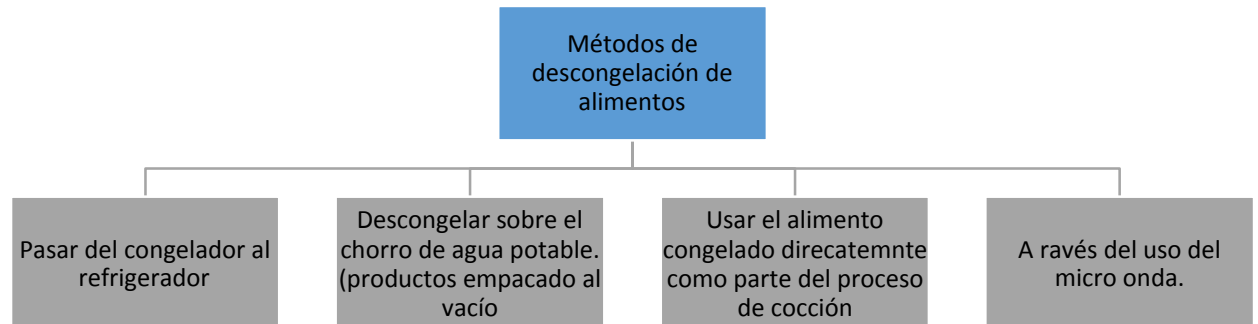 Métodos de
descongelación de
alimentos
Pasar del congelador al
refrigerador
Descongelar sobre el
chorro de agua potable.
(productos empacado al
vacío
Usar el alimento
congelado direcatemnte
como parte del proceso
de cocción
A ravés del uso del
micro onda.